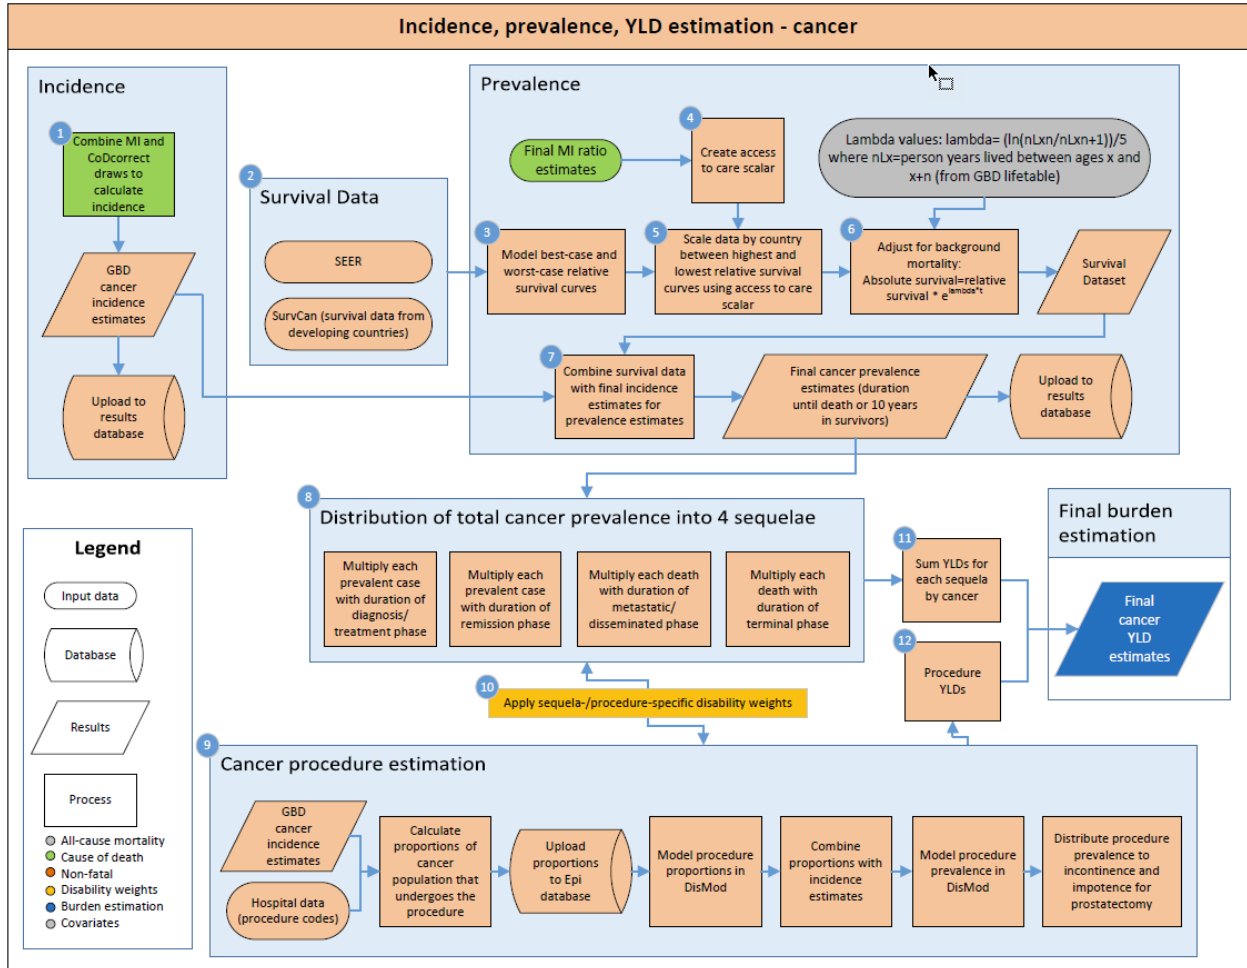 Incidence, prevalence, YLD estimation - cancer
Incidence
1
Combine MI and
CoDcorrect
draws to
calculate
incidence
GBD
cancer
incidence
estimates
Upload to
results
database
2
Survival Data
SEER
SurvCan (survival data from
developing countries)
Prevalence
Final MI ratio
estimates
4
Create access
to care scalar
Lambda values: lambda= (ln(nLxn/nLxn+1))/5
where nLx=person years lived between ages x and
x+n (from GBD lifetable)
3
Model best-case and
worst-case relative
survival curves
5
Scale data by country
between highest and
lowest relative survival
curves using access to care
scalar
6
Adjust for background
mortality:
Absolute survival=relative
survival * e^lambda*t
Survival
Dataset
7
Combine survival data
with final incidence
estimates for
prevalence estimates
Final cancer prevalence
estimates (duration
until death or 10 years
in survivors)
Upload to
results
database
8
Distribution of total cancer prevalence into 4 sequelae
Multiply each
prevalent case
with duration of
diagnosis/
treatment phase
Multiply each
prevalent case
with duration of
remission phase
Multiply each death
with duration of
metastatic/
disseminated phase
Multiply each
death with
duration of
terminal phase
11
Sum YLDs for
each sequela
by cancer
12
Procedure
YLDs
Final burden
estimation
Final
cancer
YLD
estimates
10
Apply sequela-/procedure-specific disability weights
9
Cancer procedure estimation
GBD
cancer
incidence
estimates
Hospital data
(procedure codes)
Calculate
proportions of
cancer
population that
undergoes the
procedure
Upload
proportions
to Epi
database
Model procedure
proportions in
DisMod
Combine
proportions with
incidence
estimates
Model procedure
prevalence in
DisMod
Distribute procedure
prevalence to
incontinence and
impotence for
prostatectomy
Legend
Input data
Database
Results
Process
All-cause mortality
Cause of death
Non-fatal
Disability weights
Burden estimation
Covariates